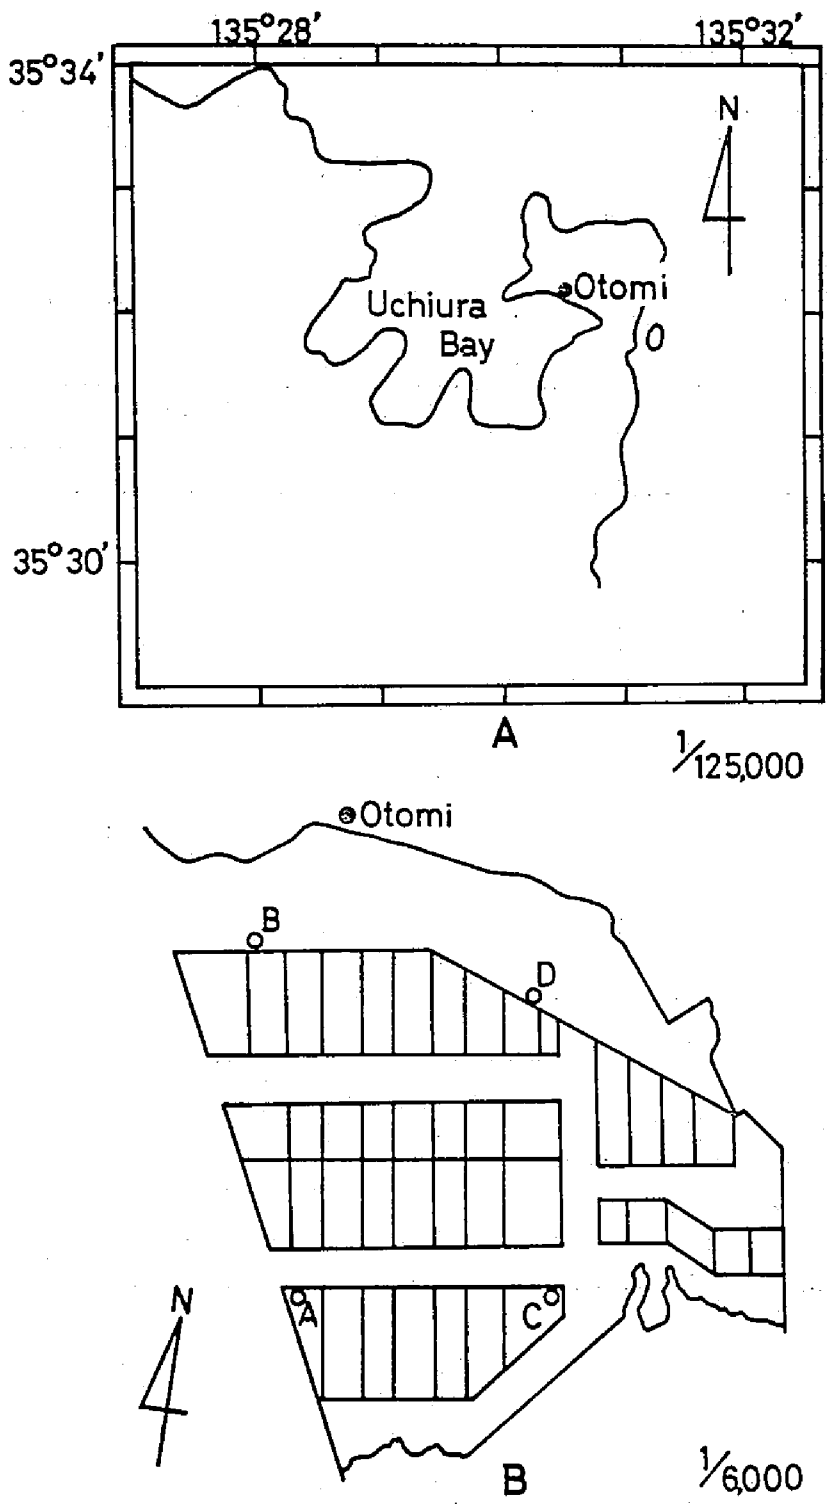 135°28′ 135°32′
35°34′
N
Otomi
Uchiura
Bay
35°30′
A
1/125,000
Otomi
B
D
A C
N
B
1/6,000